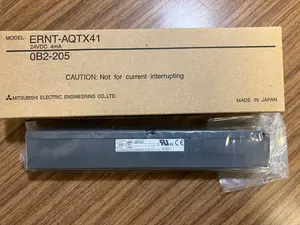 MODEL ERNT-AQTX41
24VDC 4mA
0B2-205
CAUTION: Not for current interrupting
MITSUBISHI ELECTRIC ENGINEERING CO.,LTD.
MADE IN JAPAN